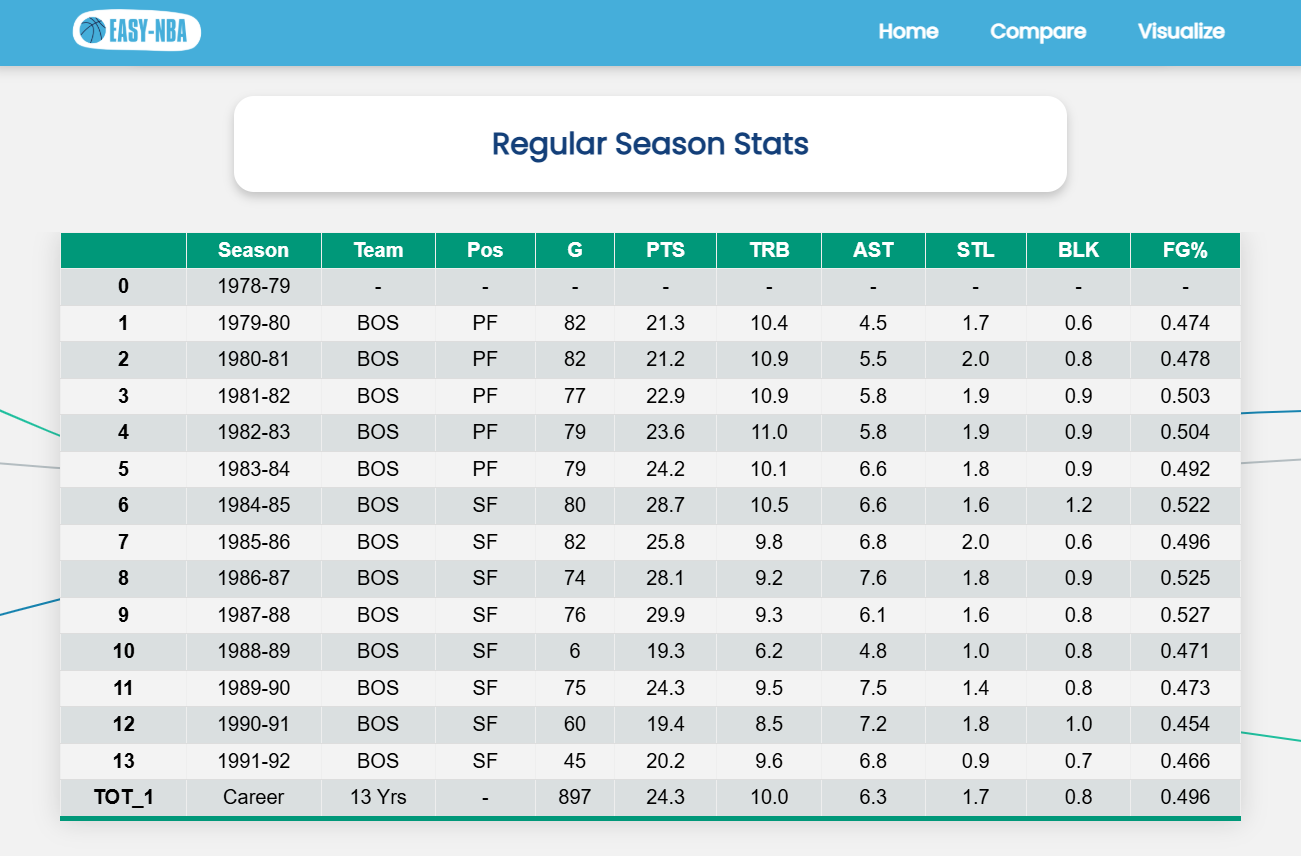 EASY-NBA Home Compare Visualize
Regular Season Stats
Season Team Pos G PTS TRB AST STL BLK FG%
0 1978-79 - - - - - - - - -
1 1979-80 BOS PF 82 21.3 10.4 4.5 1.7 0.6 0.474
2 1980-81 BOS PF 82 21.2 10.9 5.5 2.0 0.8 0.478
3 1981-82 BOS PF 77 22.9 10.9 5.8 1.9 0.9 0.503
4 1982-83 BOS PF 79 23.6 11.0 5.8 1.9 0.9 0.504
5 1983-84 BOS PF 79 24.2 10.1 6.6 1.8 0.9 0.492
6 1984-85 BOS SF 80 28.7 10.5 6.6 1.6 1.2 0.522
7 1985-86 BOS SF 82 25.8 9.8 6.8 2.0 0.6 0.496
8 1986-87 BOS SF 74 28.1 9.2 7.6 1.8 0.9 0.525
9 1987-88 BOS SF 76 29.9 9.3 6.1 1.6 0.8 0.527
10 1988-89 BOS SF 6 19.3 6.2 4.8 1.0 0.8 0.471
11 1989-90 BOS SF 75 24.3 9.5 7.5 1.4 0.8 0.473
12 1990-91 BOS SF 60 19.4 8.5 7.2 1.8 1.0 0.454
13 1991-92 BOS SF 45 20.2 9.6 6.8 0.9 0.7 0.466
TOT_1 Career 13 Yrs - 897 24.3 10.0 6.3 1.7 0.8 0.496